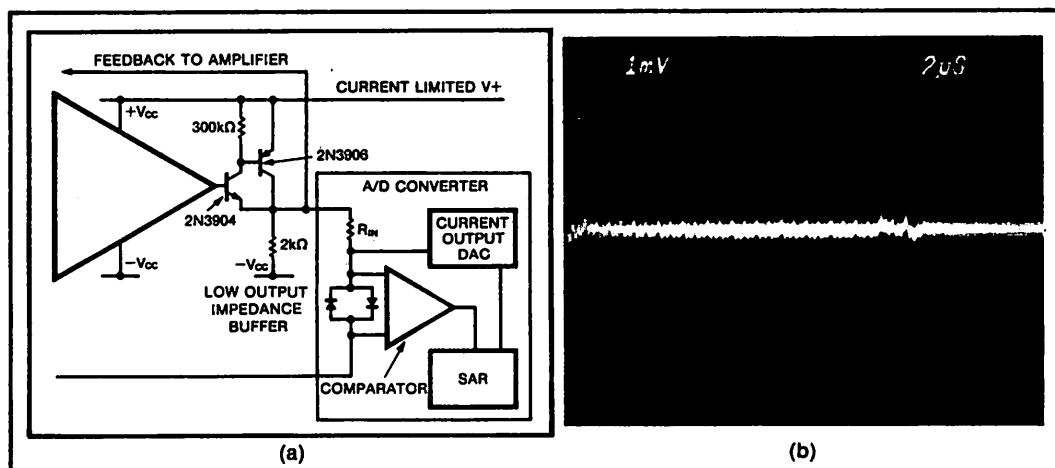 FEEDBACK TO AMPLIFIER
CURRENT LIMITED V+
+VCC
300kΩ
2N3906
A/D CONVERTER
2N3904
RIN
CURRENT
OUTPUT
DAC
2kΩ
-VCC
-VCC
LOW OUTPUT
IMPEDANCE
BUFFER
COMPARATOR
SAR
(a)
1mV
2µS
(b)